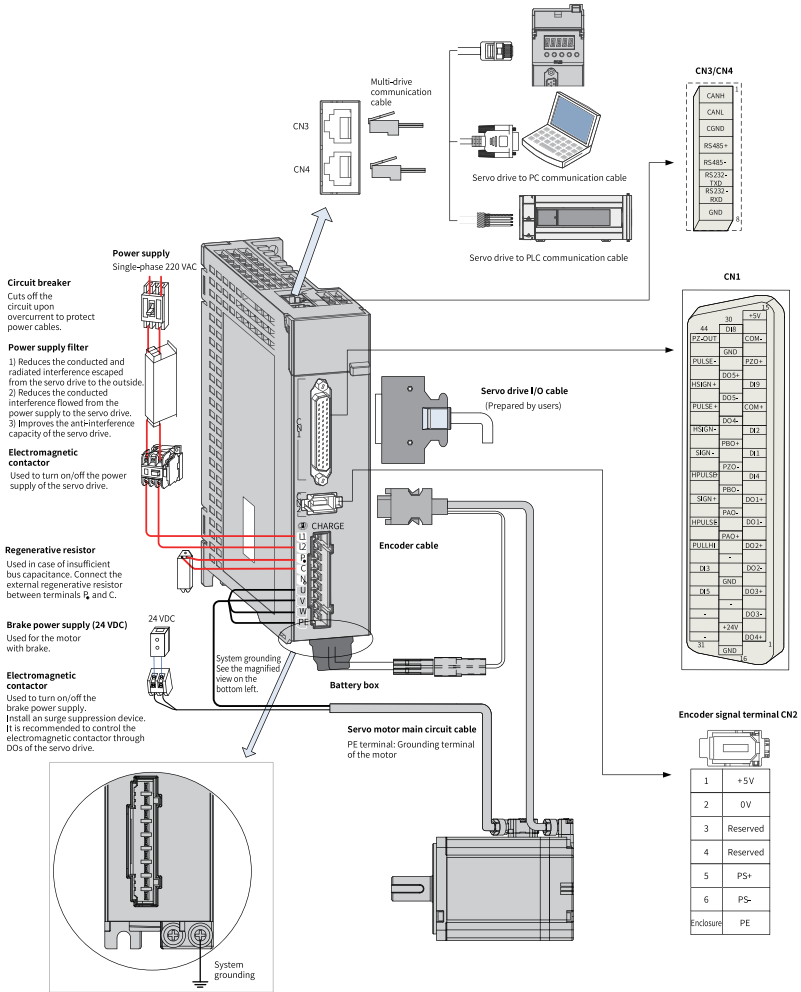 Multi-drive
communication
cable
CN3
CN4
Servo drive to PC communication cable
Servo drive to PLC communication cable
CN3/CN4
1
CANH
CANL
CGND
RS485+
RS485-
RS232-
TXD
RS232-
RXD
GND
8
Power supply
Single-phase 220 VAC
Circuit breaker
Cuts off the
circuit upon
overcurrent to protect
power cables.
Power supply filter
1) Reduces the conducted and
radiated interference escaped
from the servo drive to the outside.
2) Reduces the conducted
interference flowed from the
power supply to the servo drive.
3) Improves the anti-interference
capacity of the servo drive.
Electromagnetic
contactor
Used to turn on/off the power
supply of the servo drive.
Regenerative resistor
Used in case of insufficient
bus capacitance. Connect the
external regenerative resistor
between terminals P⊕ and C.
Brake power supply (24 VDC)
Used for the motor
with brake.
24 VDC
Electromagnetic
contactor
Used to turn on/off the
brake power supply.
Install an surge suppression device.
It is recommended to control the
electromagnetic contactor through
DOs of the servo drive.
CHARGE
L1
L2
P⊕
C
N
U
V
W
PE
Servo drive I/O cable
(Prepared by users)
Encoder cable
System grounding
See the magnified
view on the
bottom left.
Battery box
Servo motor main circuit cable
PE terminal: Grounding terminal
of the motor
System
grounding
CN1
15
+5V
30
DI8
44
PZ-OUT
COM-
GND
PULSE-
PZO+
DO5+
HSIGN+
DI9
DO5-
PULSE+
COM+
DO4-
HSIGN-
DI2
PBO+
SIGN-
DI1
PZO-
HPULSE-
DI4
PBO-
SIGN+
DO1+
PAO-
HPULSE
DO1-
PAO+
PULLHI
DO2+
-
DI3
DO2-
GND
DI5
DO3+
-
-
DO3-
+24V
-
DO4+
31
GND
1
16
Encoder signal terminal CN2
1 +5V
2 0V
3 Reserved
4 Reserved
5 PS+
6 PS-
Enclosure PE